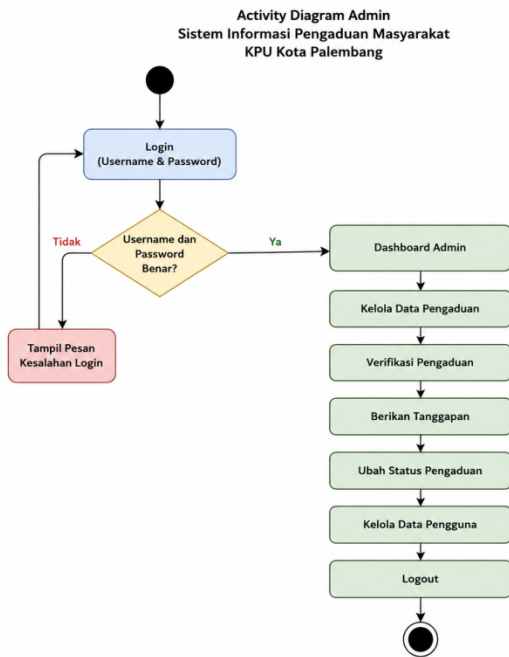 Activity Diagram Admin
Sistem Informasi Pengaduan Masyarakat
KPU Kota Palembang
Login
(Username & Password)
Username dan
Password
Benar?
Tidak
Ya
Tampil Pesan
Kesalahan Login
Dashboard Admin
Kelola Data Pengaduan
Verifikasi Pengaduan
Berikan Tanggapan
Ubah Status Pengaduan
Kelola Data Pengguna
Logout